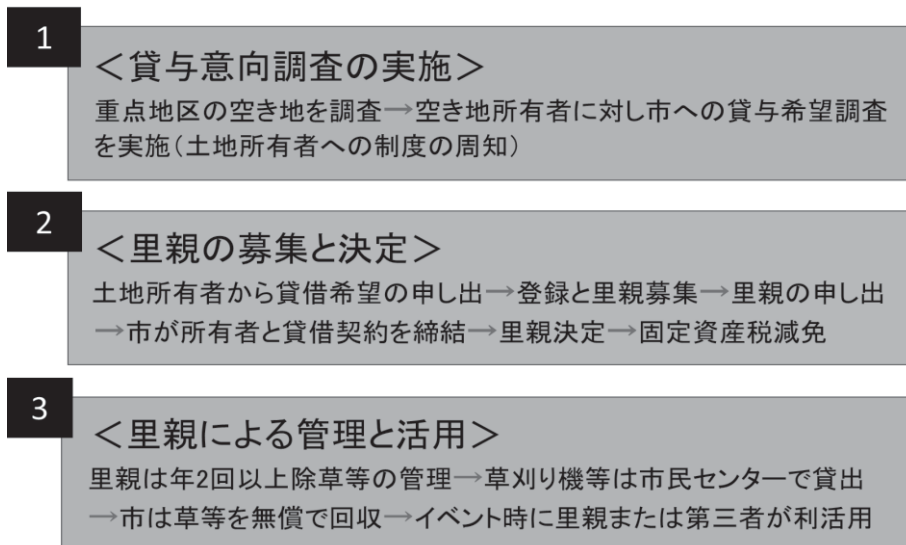 1
＜貸与意向調査の実施＞
重点地区の空き地を調査→空き地所有者に対し市への貸与希望調査
を実施（土地所有者への制度の周知）
2
＜里親の募集と決定＞
土地所有者から貸借希望の申し出→登録と里親募集→里親の申し出
→市が所有者と貸借契約を締結→里親決定→固定資産税減免
3
＜里親による管理と活用＞
里親は年2回以上除草等の管理→草刈り機等は市民センターで貸出
→市は草等を無償で回収→イベント時に里親または第三者が利活用